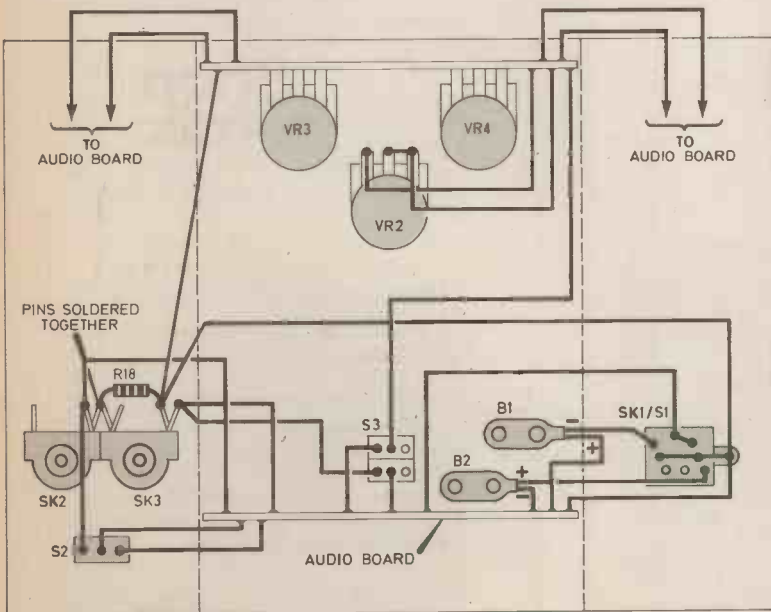 TO
AUDIO BOARD
VR3
VR4
VR2
TO
AUDIO BOARD
PINS SOLDERED
TOGETHER
R18
SK2
SK3
S2
S3
B1
−
+
B2
+
−
SK1/S1
AUDIO BOARD